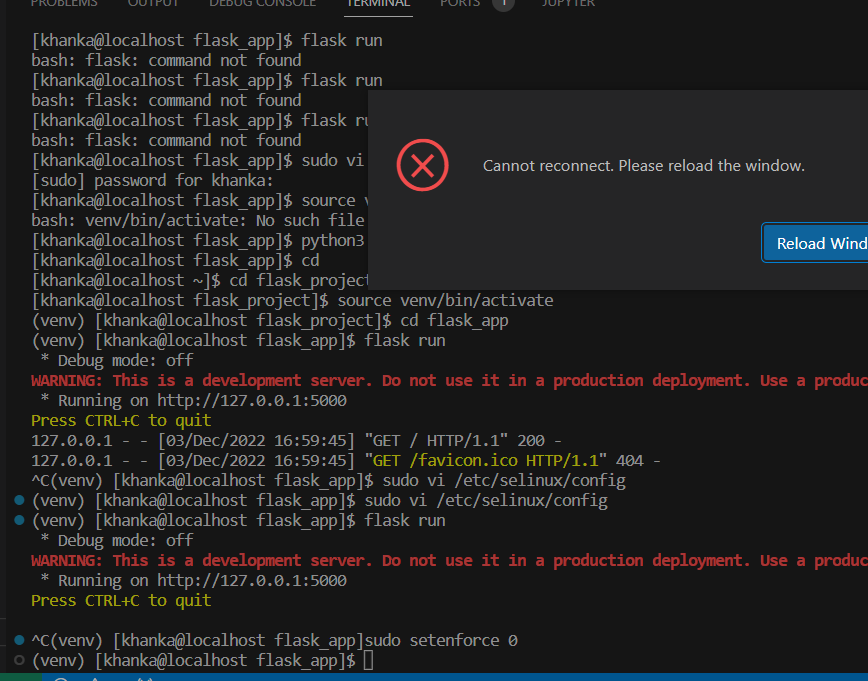 PROBLEMS OUTPUT DEBUG CONSOLE TERMINAL PORTS 1 JUPYTER
[khanka@localhost flask_app]$ flask run
bash: flask: command not found
[khanka@localhost flask_app]$ flask run
bash: flask: command not found
[khanka@localhost flask_app]$ flask ru
bash: flask: command not found
[khanka@localhost flask_app]$ sudo vi
Cannot reconnect. Please reload the window.
[sudo] password for khanka:
[khanka@localhost flask_app]$ source v
bash: venv/bin/activate: No such file
[khanka@localhost flask_app]$ python3
Reload Wind
[khanka@localhost flask_app]$ cd
[khanka@localhost ~]$ cd flask_project
[khanka@localhost flask_project]$ source venv/bin/activate
(venv) [khanka@localhost flask_project]$ cd flask_app
(venv) [khanka@localhost flask_app]$ flask run
* Debug mode: off
WARNING: This is a development server. Do not use it in a production deployment. Use a produc
* Running on http://127.0.0.1:5000
Press CTRL+C to quit
127.0.0.1 - - [03/Dec/2022 16:59:45] "GET / HTTP/1.1" 200 -
127.0.0.1 - - [03/Dec/2022 16:59:45] "GET /favicon.ico HTTP/1.1" 404 -
^C(venv) [khanka@localhost flask_app]$ sudo vi /etc/selinux/config
(venv) [khanka@localhost flask_app]$ sudo vi /etc/selinux/config
(venv) [khanka@localhost flask_app]$ flask run
* Debug mode: off
WARNING: This is a development server. Do not use it in a production deployment. Use a produc
* Running on http://127.0.0.1:5000
Press CTRL+C to quit
^C(venv) [khanka@localhost flask_app]sudo setenforce 0
(venv) [khanka@localhost flask_app]$